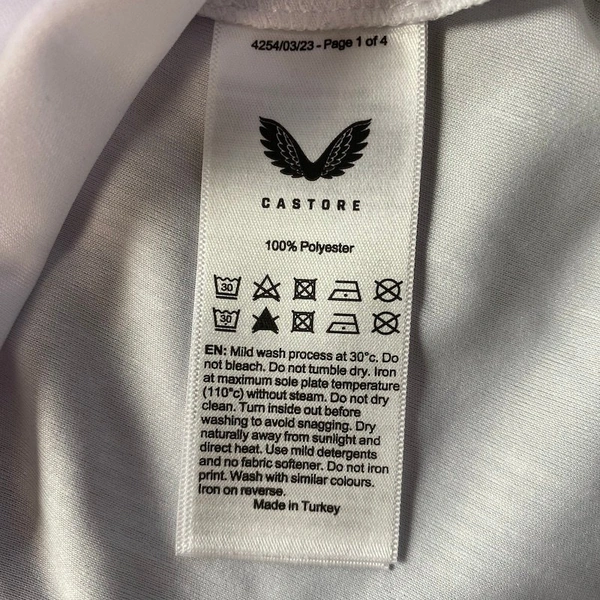 4254/03/23 - Page 1 of 4
CASTORE
100% Polyester
30
30
EN: Mild wash process at 30°c. Do
not bleach. Do not tumble dry. Iron
at maximum sole plate temperature
(110°c) without steam. Do not dry
clean. Turn inside out before
washing to avoid snagging. Dry
naturally away from sunlight and
direct heat. Use mild detergents
and no fabric softener. Do not iron
print. Wash with similar colours.
Iron on reverse.
Made in Turkey